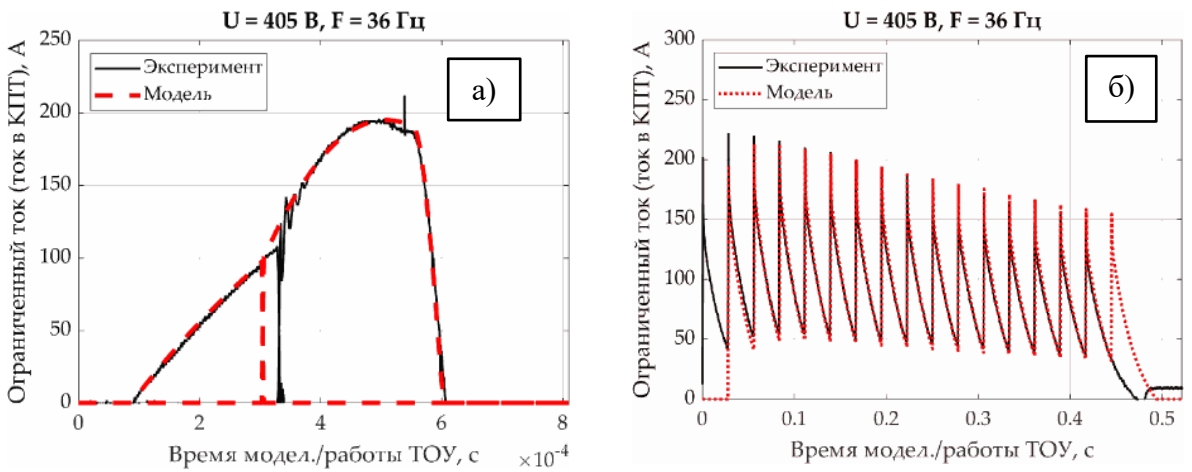 U = 405 В, F = 36 Гц
Ограниченный ток (ток в КПТ), А
250
200
150
100
50
0
Эксперимент
Модель
а)
0
2
4
6
8
×10⁻⁴
Время модел./работы ТОУ, с
U = 405 В, F = 36 Гц
Ограниченный ток (ток в КПТ), А
300
250
200
150
100
50
0
Эксперимент
Модель
б)
0
0.1
0.2
0.3
0.4
0.5
Время модел./работы ТОУ, с